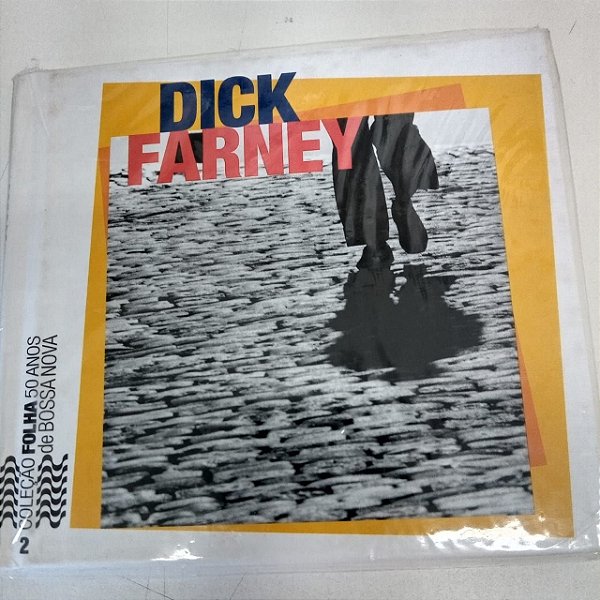 DICK
FARNEY
COLEÇÃO FOLHA 50 ANOS
de BOSSA NOVA
2